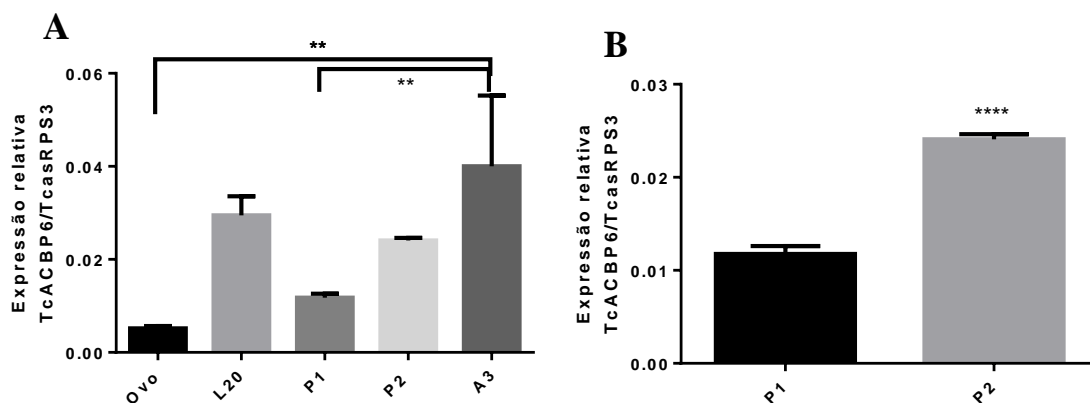 A
**
**
Expressão relativa
TcACBP6/TcasRPS3
0.06
0.04
0.02
0.00
Ovo
L20
P1
P2
A3
B
****
Expressão relativa
TcACBP6/TcasRPS3
0.03
0.02
0.01
0.00
P1
P2